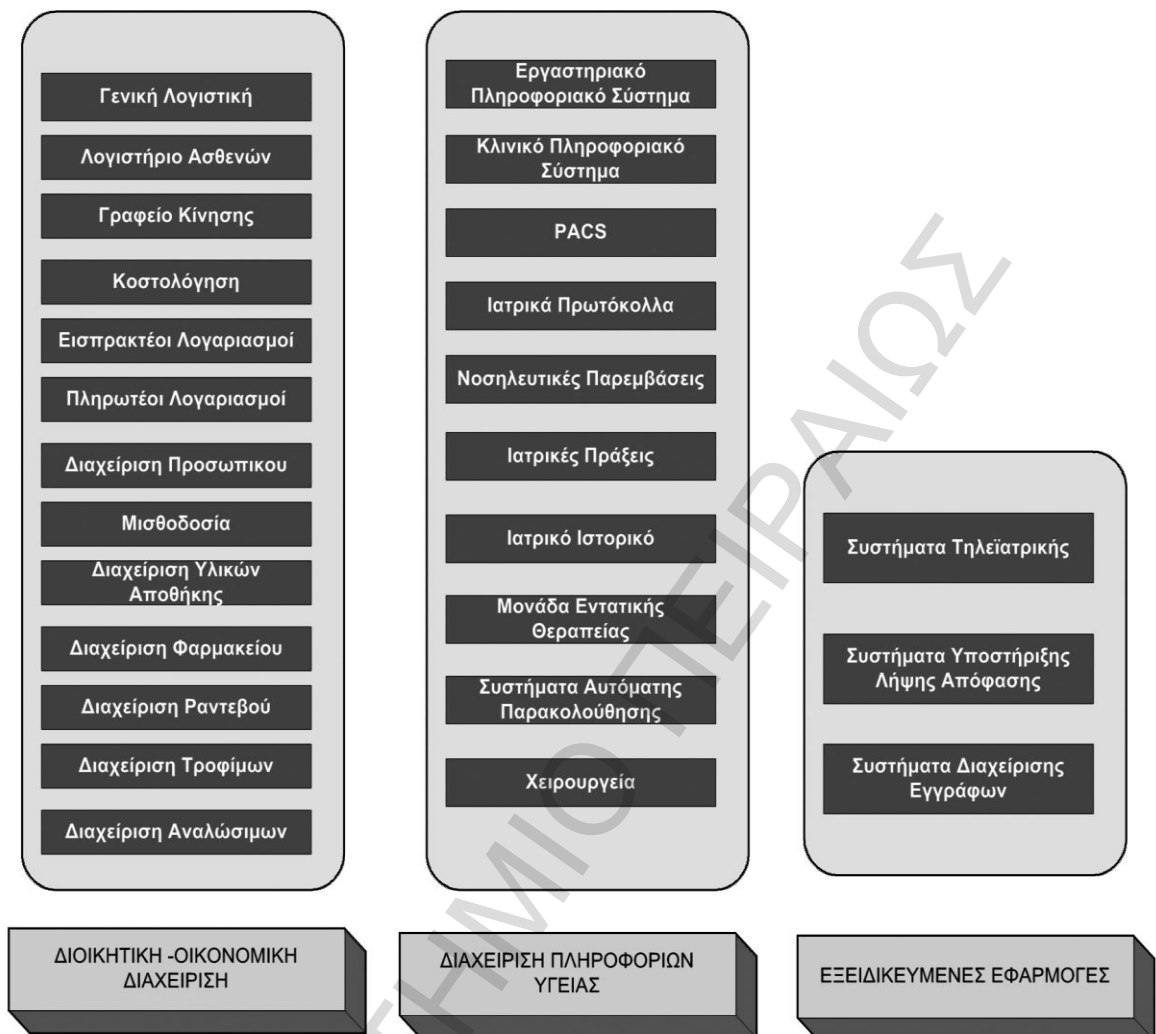 Γενική Λογιστική
Λογιστήριο Ασθενών
Γραφείο Κίνησης
Κοστολόγηση
Εισπρακτέοι Λογαριασμοί
Πληρωτέοι Λογαριασμοί
Διαχείριση Προσωπικου
Μισθοδοσία
Διαχείριση Υλικών
Αποθήκης
Διαχείριση Φαρμακείου
Διαχείριση Ραντεβού
Διαχείριση Τροφίμων
Διαχείριση Αναλώσιμων
ΔΙΟΙΚΗΤΙΚΗ -ΟΙΚΟΝΟΜΙΚΗ
ΔΙΑΧΕΙΡΙΣΗ
Εργαστηριακό
Πληροφοριακό Σύστημα
Κλινικό Πληροφοριακό
Σύστημα
PACS
Ιατρικά Πρωτόκολλα
Νοσηλευτικές Παρεμβάσεις
Ιατρικές Πράξεις
Ιατρικό Ιστορικό
Μονάδα Εντατικής
Θεραπείας
Συστήματα Αυτόματης
Παρακολούθησης
Χειρουργεία
ΔΙΑΧΕΙΡΙΣΗ ΠΛΗΡΟΦΟΡΙΩΝ
ΥΓΕΙΑΣ
Συστήματα Τηλεϊατρικής
Συστήματα Υποστήριξης
Λήψης Απόφασης
Συστήματα Διαχείρισης
Εγγράφων
ΕΞΕΙΔΙΚΕΥΜΕΝΕΣ ΕΦΑΡΜΟΓΕΣ
ΠΕΙΡΑΙΩΣ